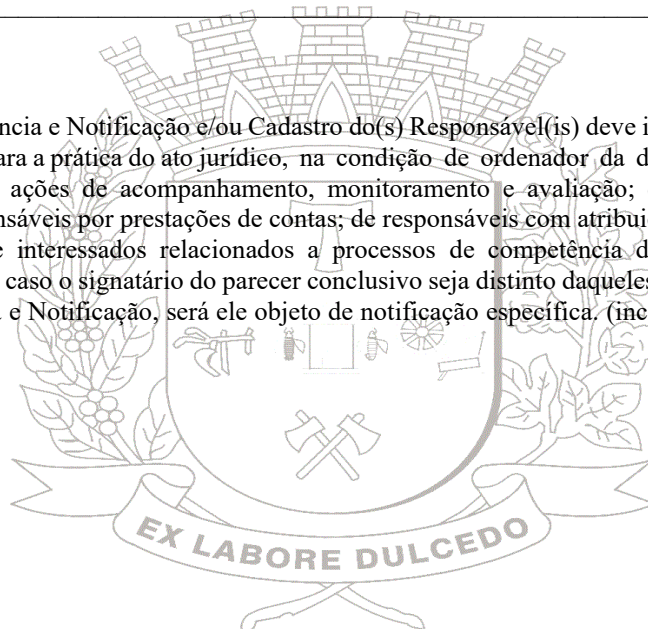 ncia e Notificação e/ou Cadastro do(s) Responsável(is) deve i
ara a prática do ato jurídico, na condição de ordenador da d
ações de acompanhamento, monitoramento e avaliação;
nsáveis por prestações de contas; de responsáveis com atribui
e interessados relacionados a processos de competência d
caso o signatário do parecer conclusivo seja distinto daqueles
e Notificação, será ele objeto de notificação específica. (inc
EX LABORE DULCEDO